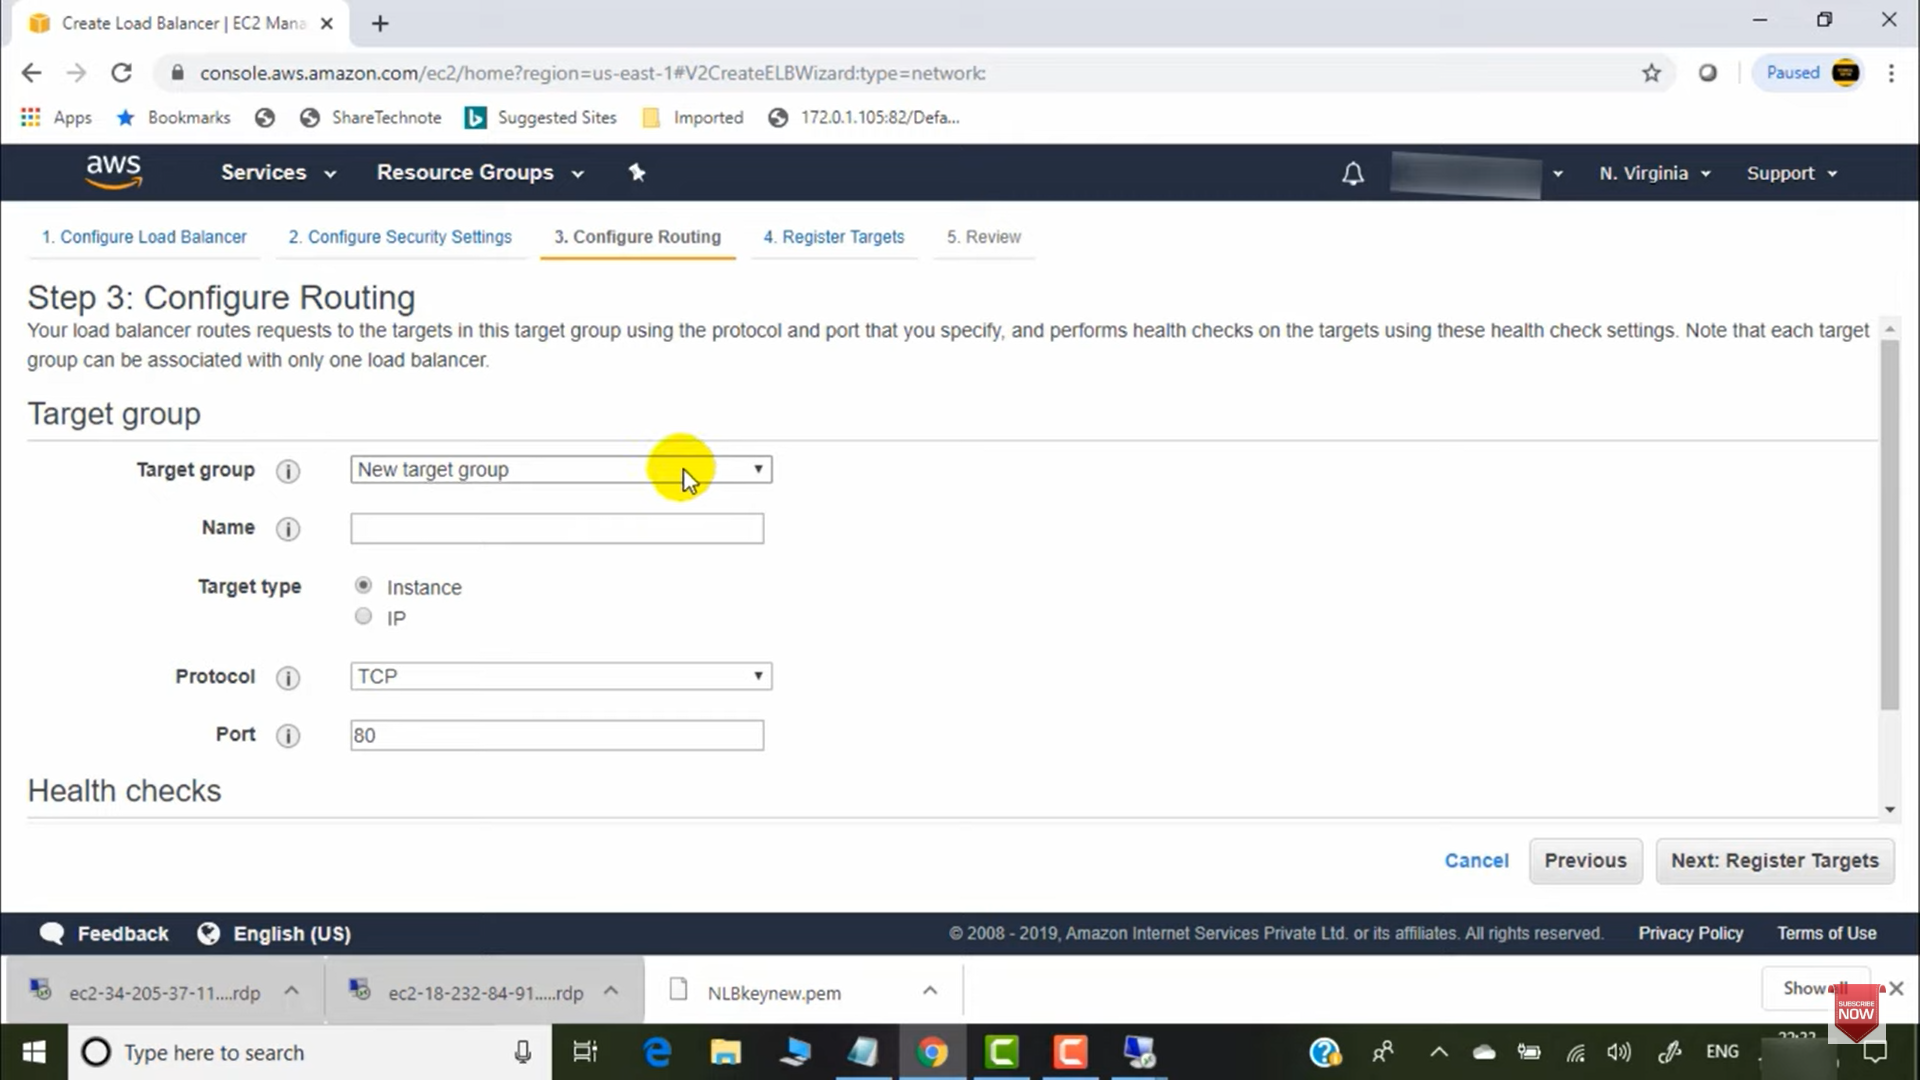 Create Load Balancer | EC2 Mana
console.aws.amazon.com/ec2/home?region=us-east-1#V2CreateELBWizard:type=network:
Paused
Apps
Bookmarks
ShareTechnote
Suggested Sites
Imported
172.0.1.105:82/Defa...
aws
Services
Resource Groups
N. Virginia
Support
1. Configure Load Balancer
2. Configure Security Settings
3. Configure Routing
4. Register Targets
5. Review
Step 3: Configure Routing
Your load balancer routes requests to the targets in this target group using the protocol and port that you specify, and performs health checks on the targets using these health check settings. Note that each target
group can be associated with only one load balancer.
Target group
Target group
New target group
Name
Target type
Instance
IP
Protocol
TCP
Port
80
Health checks
Cancel
Previous
Next: Register Targets
Feedback
English (US)
© 2008 - 2019, Amazon Internet Services Private Ltd. or its affiliates. All rights reserved.
Privacy Policy
Terms of Use
ec2-34-205-37-11....rdp
ec2-18-232-84-91.....rdp
NLBkeynew.pem
SUBSCRIBE
NOW
Type here to search
ENG